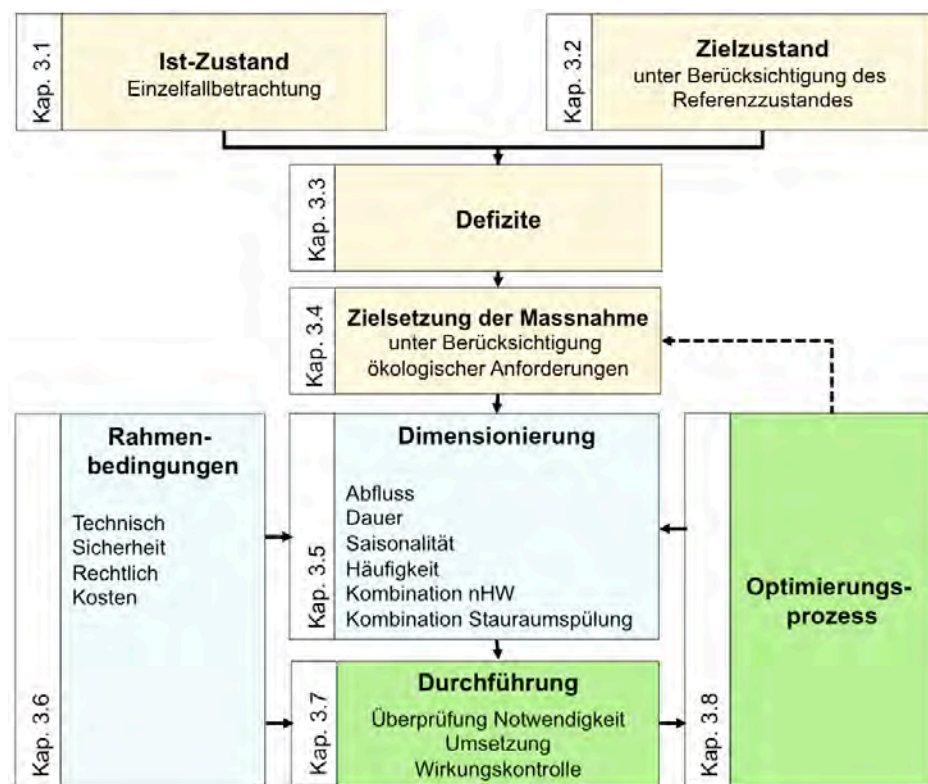 Kap. 3.1
Ist-Zustand
Einzelfallbetrachtung
Kap. 3.2
Zielzustand
unter Berücksichtigung des
Referenzzustandes
Kap. 3.3
Defizite
Kap. 3.4
Zielsetzung der Massnahme
unter Berücksichtigung
ökologischer Anforderungen
Kap. 3.6
Rahmen-
bedingungen
Technisch
Sicherheit
Rechtlich
Kosten
Kap. 3.5
Dimensionierung
Abfluss
Dauer
Saisonalität
Häufigkeit
Kombination nHW
Kombination Stauraumspülung
Kap. 3.7
Durchführung
Überprüfung Notwendigkeit
Umsetzung
Wirkungskontrolle
Kap. 3.8
Optimierungs-
prozess